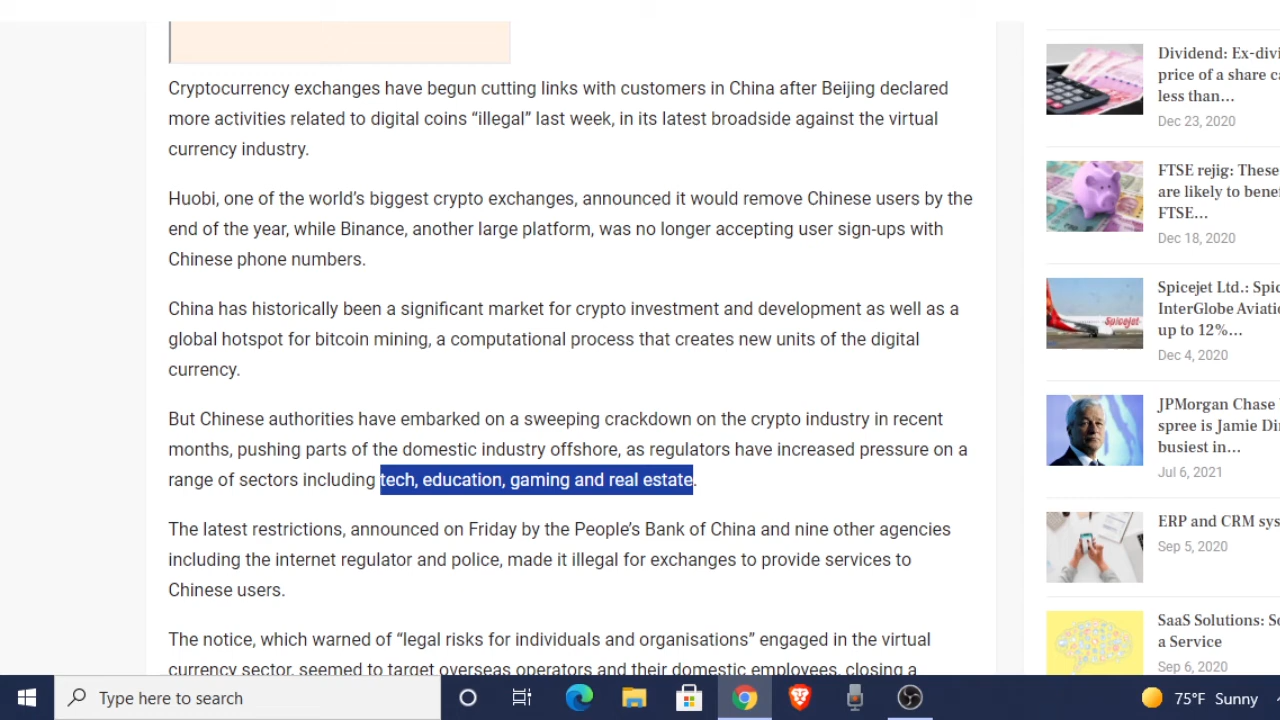 Cryptocurrency exchanges have begun cutting links with customers in China after Beijing declared
more activities related to digital coins “illegal” last week, in its latest broadside against the virtual
currency industry.
Huobi, one of the world’s biggest crypto exchanges, announced it would remove Chinese users by the
end of the year, while Binance, another large platform, was no longer accepting user sign-ups with
Chinese phone numbers.
China has historically been a significant market for crypto investment and development as well as a
global hotspot for bitcoin mining, a computational process that creates new units of the digital
currency.
But Chinese authorities have embarked on a sweeping crackdown on the crypto industry in recent
months, pushing parts of the domestic industry offshore, as regulators have increased pressure on a
range of sectors including tech, education, gaming and real estate.
The latest restrictions, announced on Friday by the People’s Bank of China and nine other agencies
including the internet regulator and police, made it illegal for exchanges to provide services to
Chinese users.
The notice, which warned of “legal risks for individuals and organisations” engaged in the virtual
currency sector, seemed to target overseas operators and their domestic employees, closing a
Dividend: Ex-divi
price of a share ca
less than…
Dec 23, 2020
FTSE rejig: These
are likely to bene
FTSE…
Dec 18, 2020
Spicejet Ltd.: Spic
InterGlobe Aviati
up to 12%…
Dec 4, 2020
Spicejet
JPMorgan Chase
spree is Jamie Di
busiest in…
Jul 6, 2021
ERP and CRM sys
Sep 5, 2020
SaaS Solutions: So
a Service
Sep 6, 2020
Type here to search
75°F Sunny